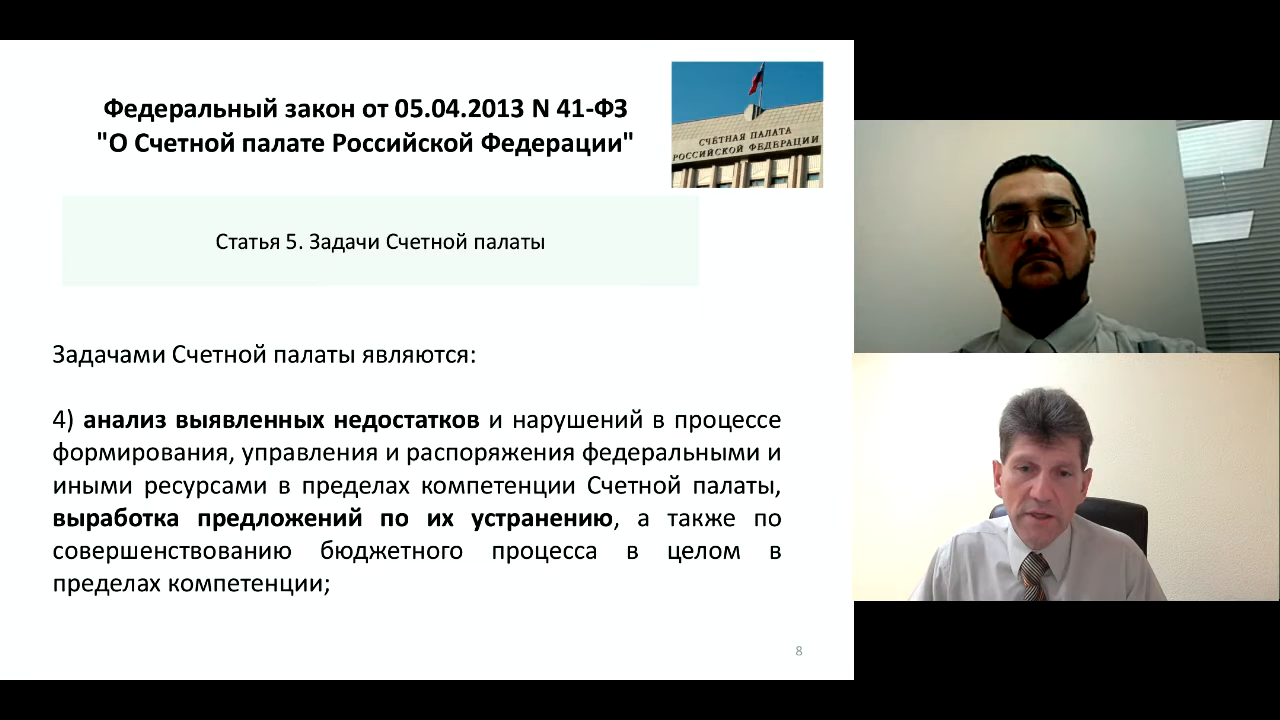 Федеральный закон от 05.04.2013 N 41-ФЗ
"О Счетной палате Российской Федерации"
СЧЁТНАЯ ПАЛАТА
РОССИЙСКОЙ ФЕДЕРАЦИИ
Статья 5. Задачи Счетной палаты
Задачами Счетной палаты являются:
4) анализ выявленных недостатков и нарушений в процессе
формирования, управления и распоряжения федеральными и
иными ресурсами в пределах компетенции Счетной палаты,
выработка предложений по их устранению, а также по
совершенствованию бюджетного процесса в целом в
пределах компетенции;
8